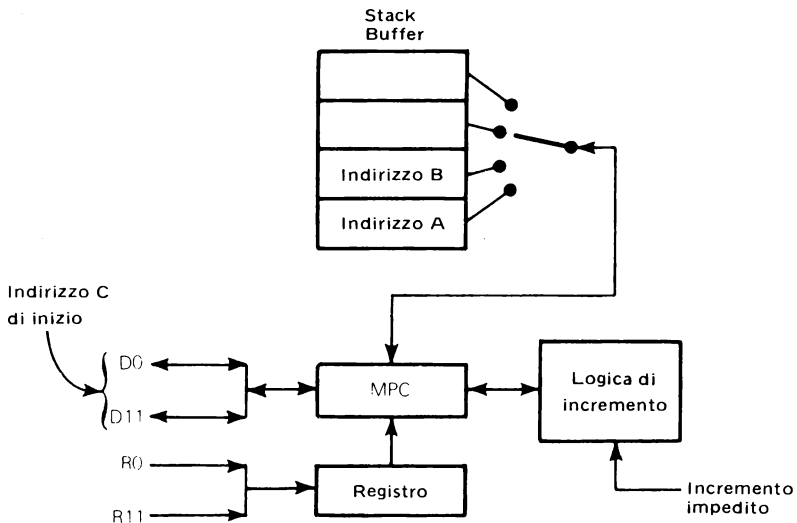 Stack
Buffer
Indirizzo B
Indirizzo A
Indirizzo C
di inizio
D0
D11
MPC
Logica di
incremento
R0
R11
Registro
Incremento
impedito